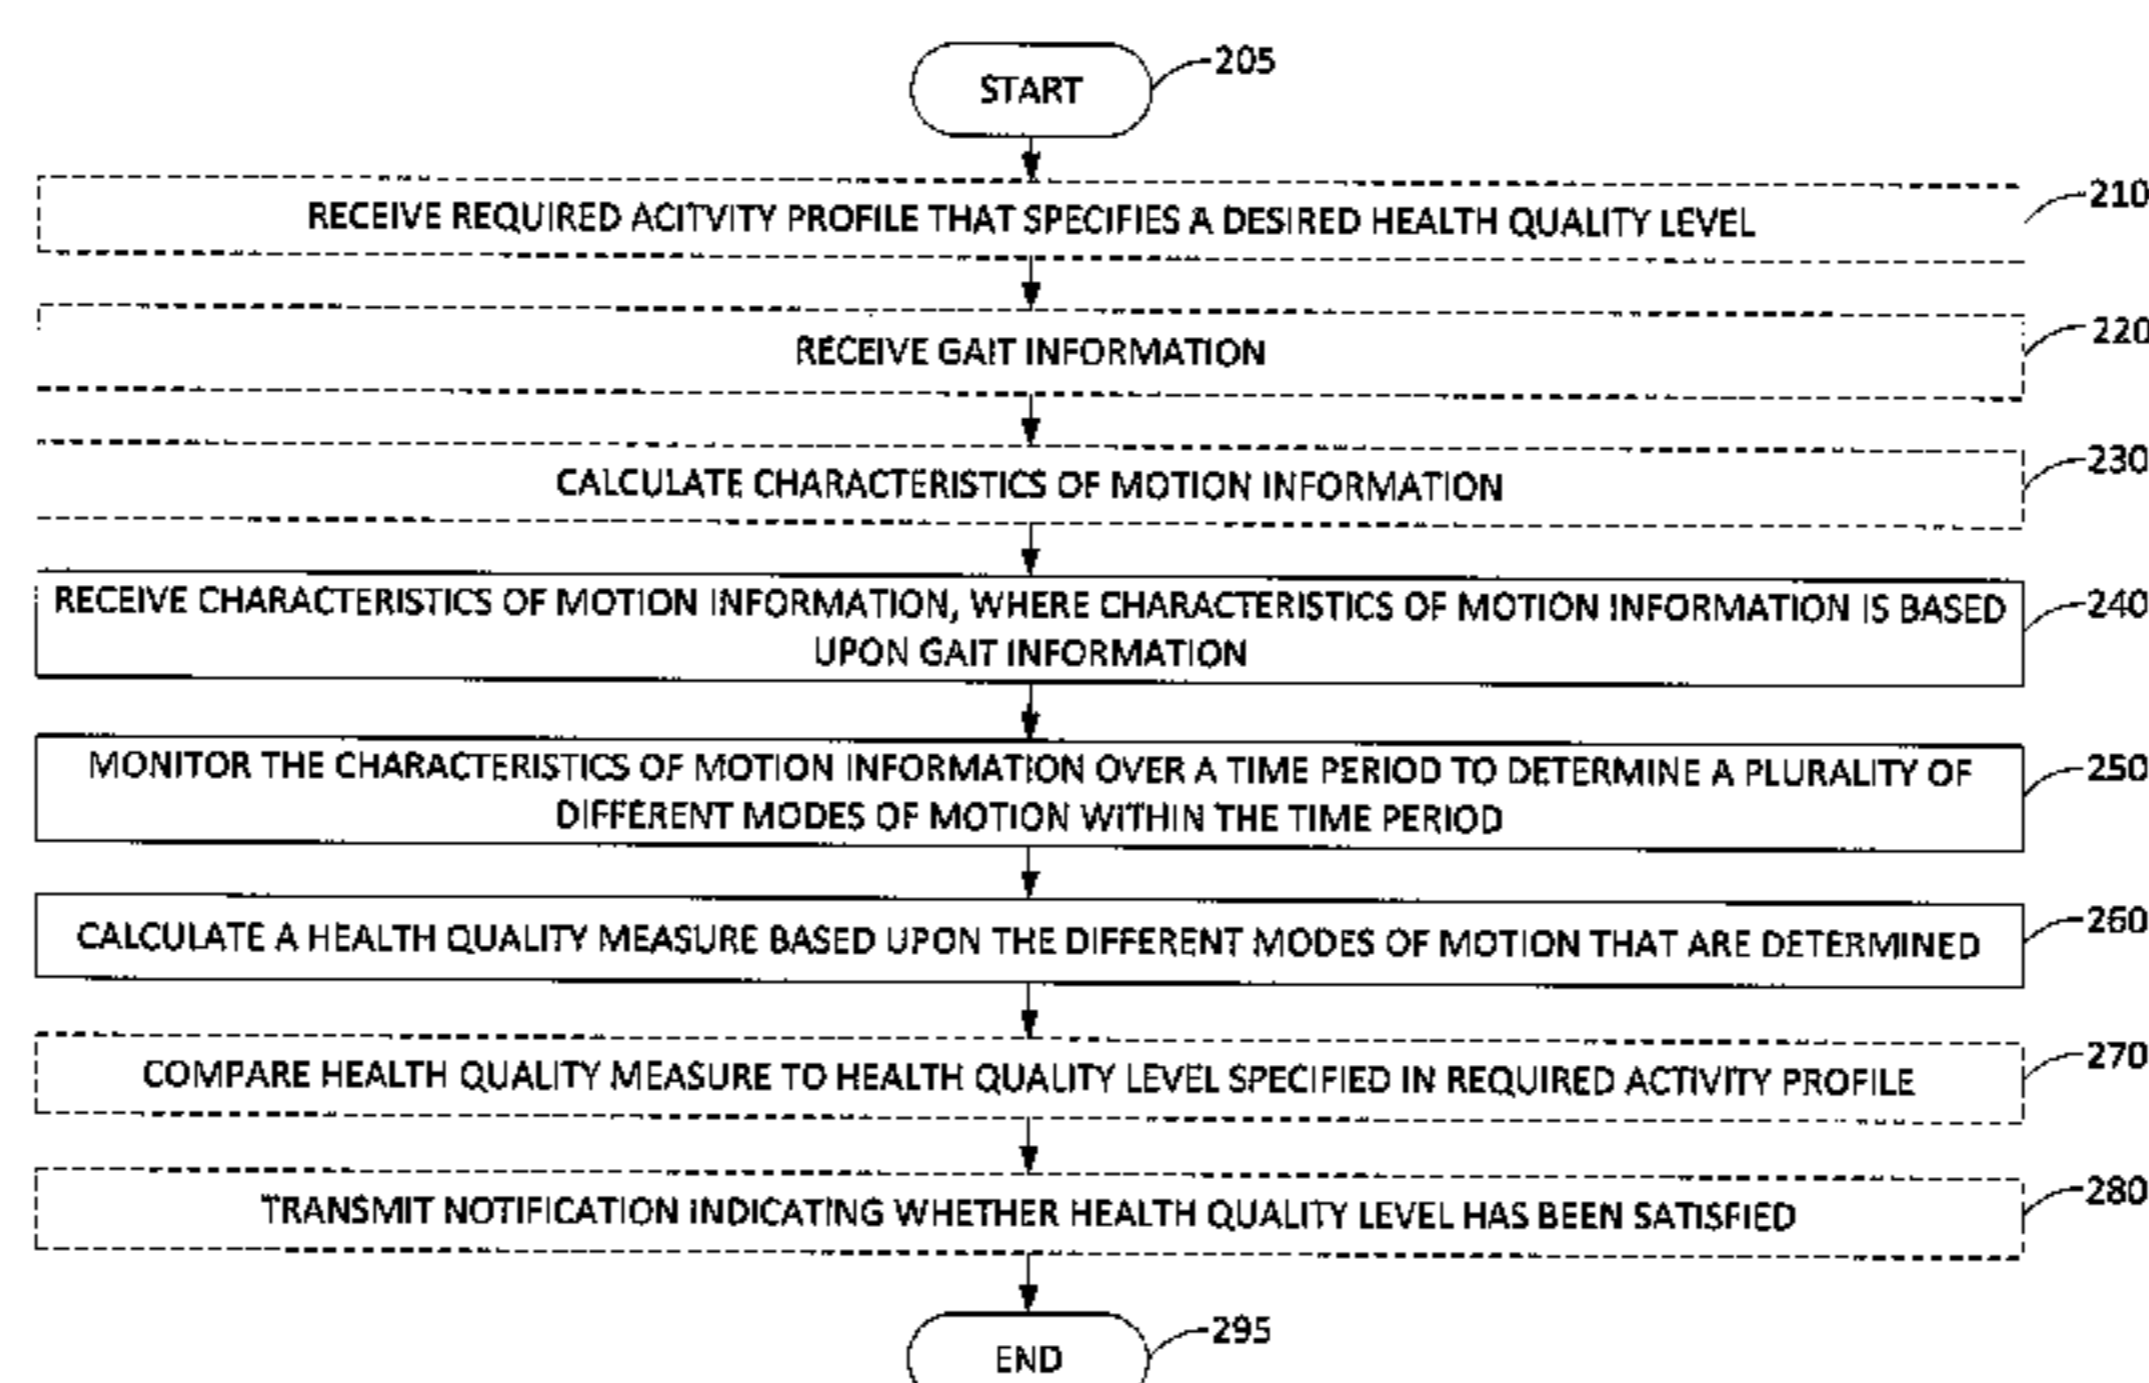 START
205
RECEIVE REQUIRED ACITVITY PROFILE THAT SPECIFIES A DESIRED HEALTH QUALITY LEVEL
210
RECEIVE GAIT INFORMATION
220
CALCULATE CHARACTERISTICS OF MOTION INFORMATION
230
RECEIVE CHARACTERISTICS OF MOTION INFORMATION, WHERE CHARACTERISTICS OF MOTION INFORMATION IS BASED
UPON GAIT INFORMATION
240
MONITOR THE CHARACTERISTICS OF MOTION INFORMATION OVER A TIME PERIOD TO DETERMINE A PLURALITY OF
DIFFERENT MODES OF MOTION WITHIN THE TIME PERIOD
250
CALCULATE A HEALTH QUALITY MEASURE BASED UPON THE DIFFERENT MODES OF MOTION THAT ARE DETERMINED
260
COMPARE HEALTH QUALITY MEASURE TO HEALTH QUALITY LEVEL SPECIFIED IN REQUIRED ACTIVITY PROFILE
270
TRANSMIT NOTIFICATION INDICATING WHETHER HEALTH QUALITY LEVEL HAS BEEN SATISFIED
280
END
295